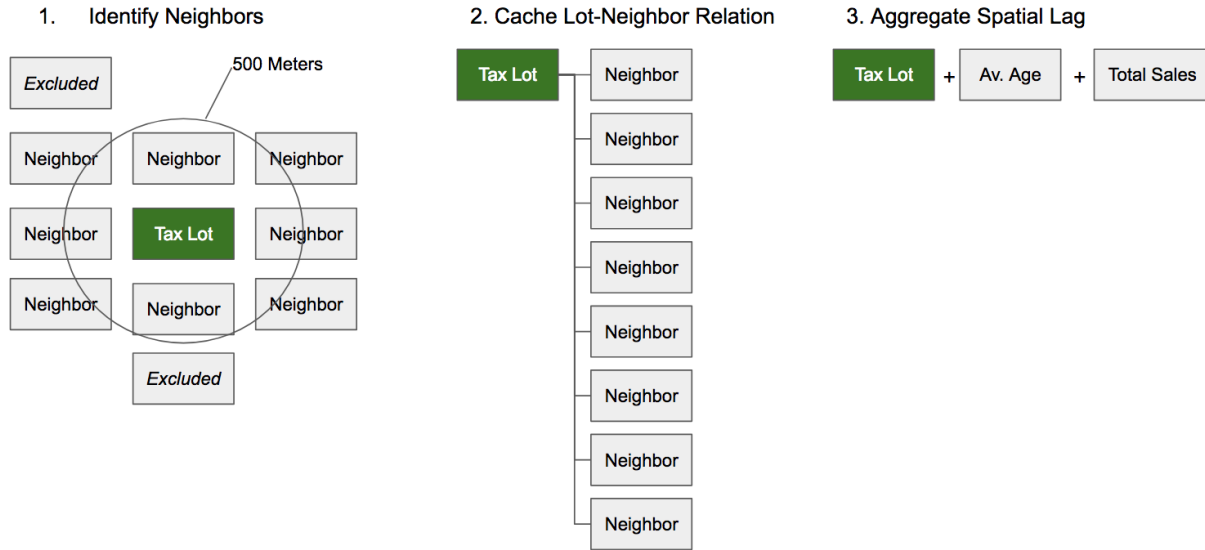 1. Identify Neighbors
500 Meters
Excluded
Neighbor Neighbor Neighbor
Neighbor Tax Lot Neighbor
Neighbor Neighbor Neighbor
Excluded
2. Cache Lot-Neighbor Relation
Tax Lot Neighbor
Neighbor
Neighbor
Neighbor
Neighbor
Neighbor
Neighbor
Neighbor
3. Aggregate Spatial Lag
Tax Lot + Av. Age + Total Sales